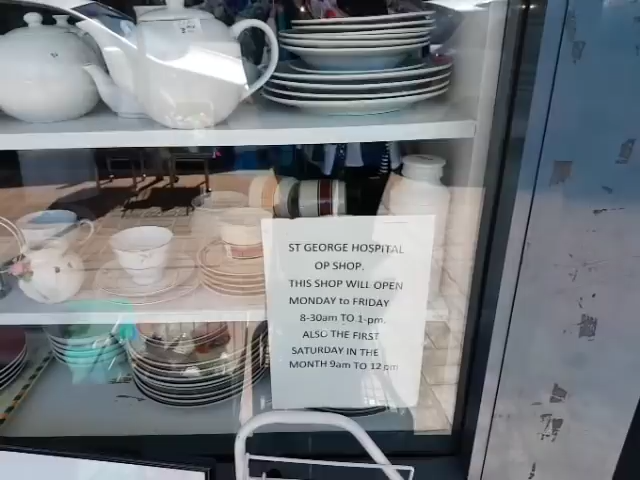 ST GEORGE HOSPITAL
OP SHOP.
THIS SHOP WILL OPEN
MONDAY to FRIDAY
8-30am TO 1-pm.
ALSO THE FIRST
SATURDAY IN THE
MONTH 9am TO 12 pm